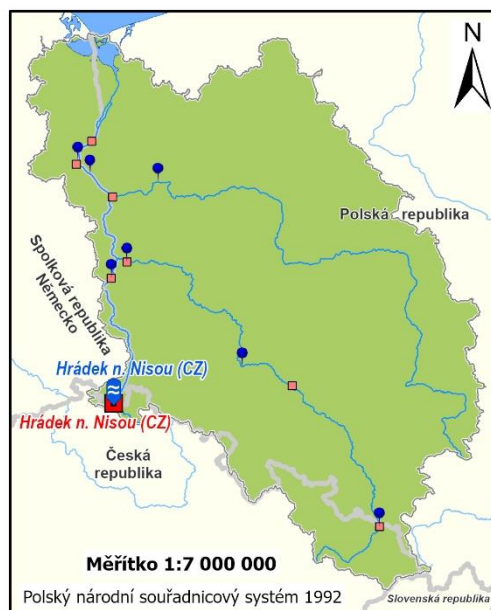 N
Polská republika
Spolková republika
Německo
Hrádek n. Nisou (CZ)
Hrádek n. Nisou (CZ)
Česká
republika
Měřítko 1:7 000 000
Polský národní souřadnicový systém 1992
Slovenská republika